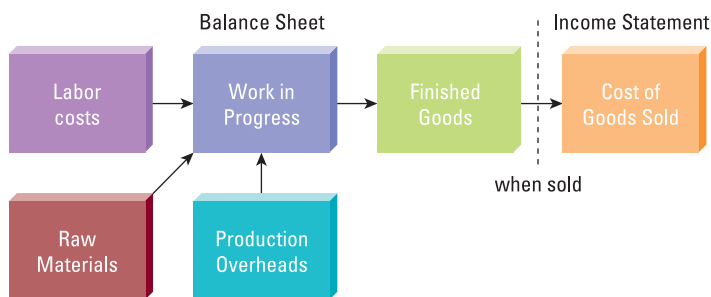 Balance Sheet
Income Statement
Labor
costs
Work in
Progress
Finished
Goods
Cost of
Goods Sold
when sold
Raw
Materials
Production
Overheads